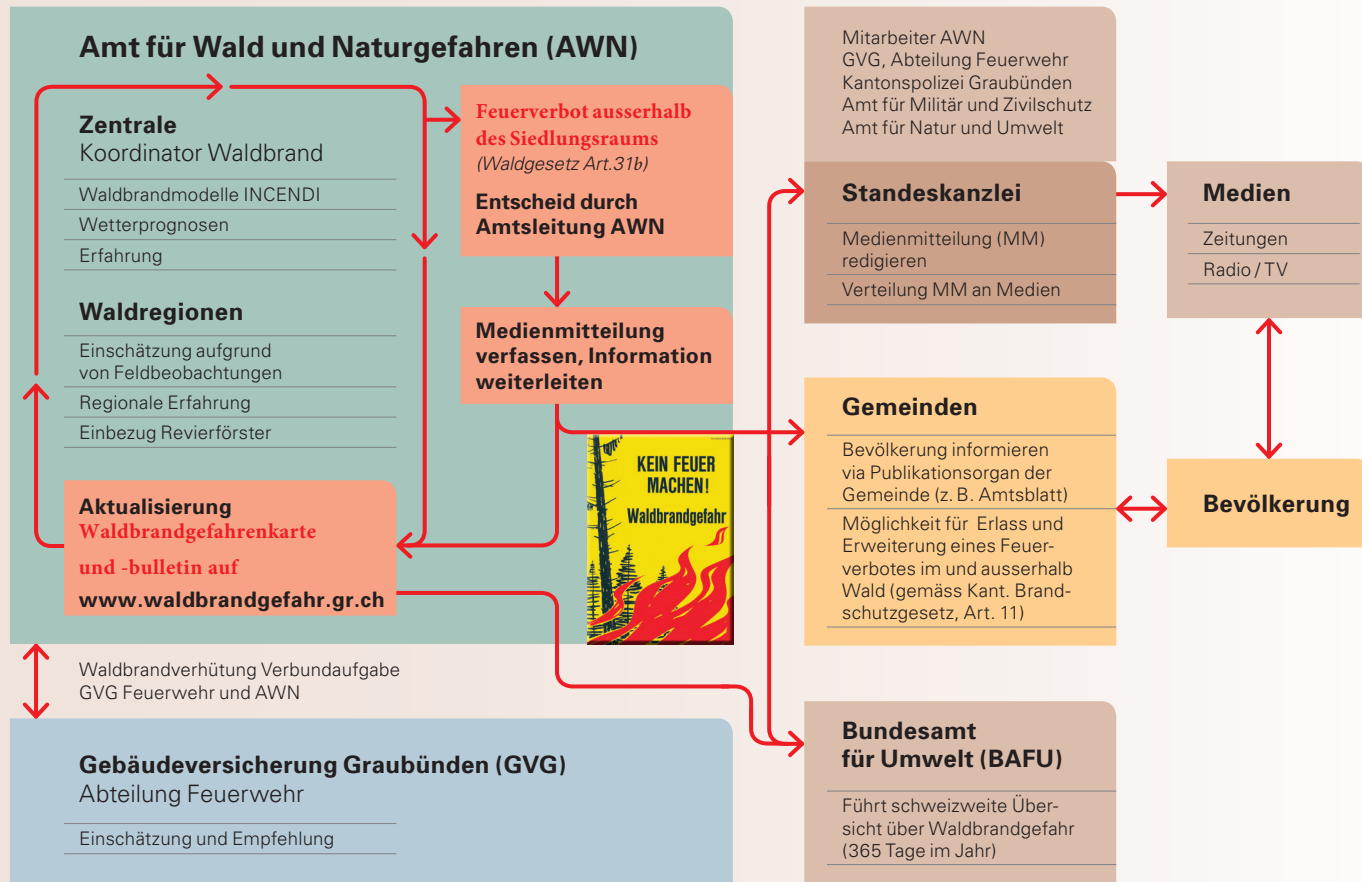 Amt für Wald und Naturgefahren (AWN)
Zentrale
Koordinator Waldbrand
Waldbrandmodelle INCENDI
Wetterprognosen
Erfahrung
Waldregionen
Einschätzung aufgrund
von Feldbeobachtungen
Regionale Erfahrung
Einbezug Revierförster
Aktualisierung
Waldbrandgefahrenkarte
und -bulletin auf
www.waldbrandgefahr.gr.ch
Feuerverbot ausserhalb
des Siedlungsraums
(Waldgesetz Art.31b)
Entscheid durch
Amtsleitung AWN
Medienmitteilung
verfassen, Information
weiterleiten
KEIN FEUER
MACHEN!
Waldbrandgefahr
Waldbrandverhütung Verbundaufgabe
GVG Feuerwehr und AWN
Gebäudeversicherung Graubünden (GVG)
Abteilung Feuerwehr
Einschätzung und Empfehlung
Mitarbeiter AWN
GVG, Abteilung Feuerwehr
Kantonspolizei Graubünden
Amt für Militär und Zivilschutz
Amt für Natur und Umwelt
Standeskanzlei
Medienmitteilung (MM)
redigieren
Verteilung MM an Medien
Medien
Zeitungen
Radio / TV
Gemeinden
Bevölkerung informieren
via Publikationsorgan der
Gemeinde (z. B. Amtsblatt)
Möglichkeit für Erlass und
Erweiterung eines Feuer-
verbotes im und ausserhalb
Wald (gemäss Kant. Brand-
schutzgesetz, Art. 11)
Bevölkerung
Bundesamt
für Umwelt (BAFU)
Führt schweizweite Über-
sicht über Waldbrandgefahr
(365 Tage im Jahr)